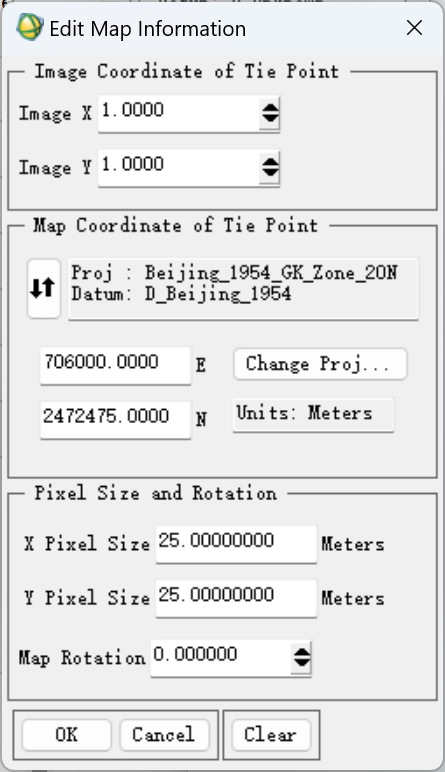 Edit Map Information
Image Coordinate of Tie Point
Image X 1.0000
Image Y 1.0000
Map Coordinate of Tie Point
Proj : Beijing_1954_GK_Zone_20N
Datum: D_Beijing_1954
706000.0000 E Change Proj...
2472475.0000 N Units: Meters
Pixel Size and Rotation
X Pixel Size 25.00000000 Meters
Y Pixel Size 25.00000000 Meters
Map Rotation 0.000000
OK Cancel Clear